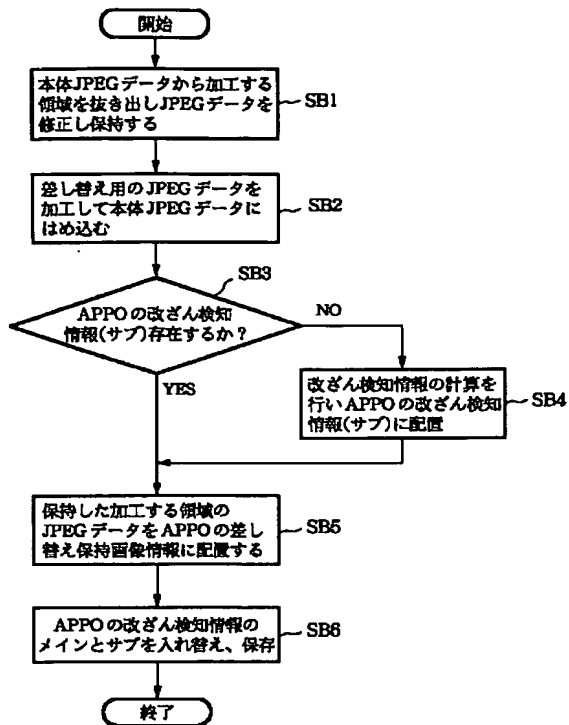 開始
本体JPEGデータから加工する
領域を抜き出しJPEGデータを
修正し保持する
SB1
差し替え用のJPEGデータを
加工して本体JPEGデータに
はめ込む
SB2
SB3
APPOの改ざん検知
情報(サブ)存在するか?
NO
YES
改ざん検知情報の計算を
行いAPPOの改ざん検知
情報(サブ)に配置
SB4
保持した加工する領域の
JPEGデータをAPPOの差し
替え保持画像情報に配置する
SB5
APPOの改ざん検知情報の
メインとサブを入れ替え、保存
SB6
終了